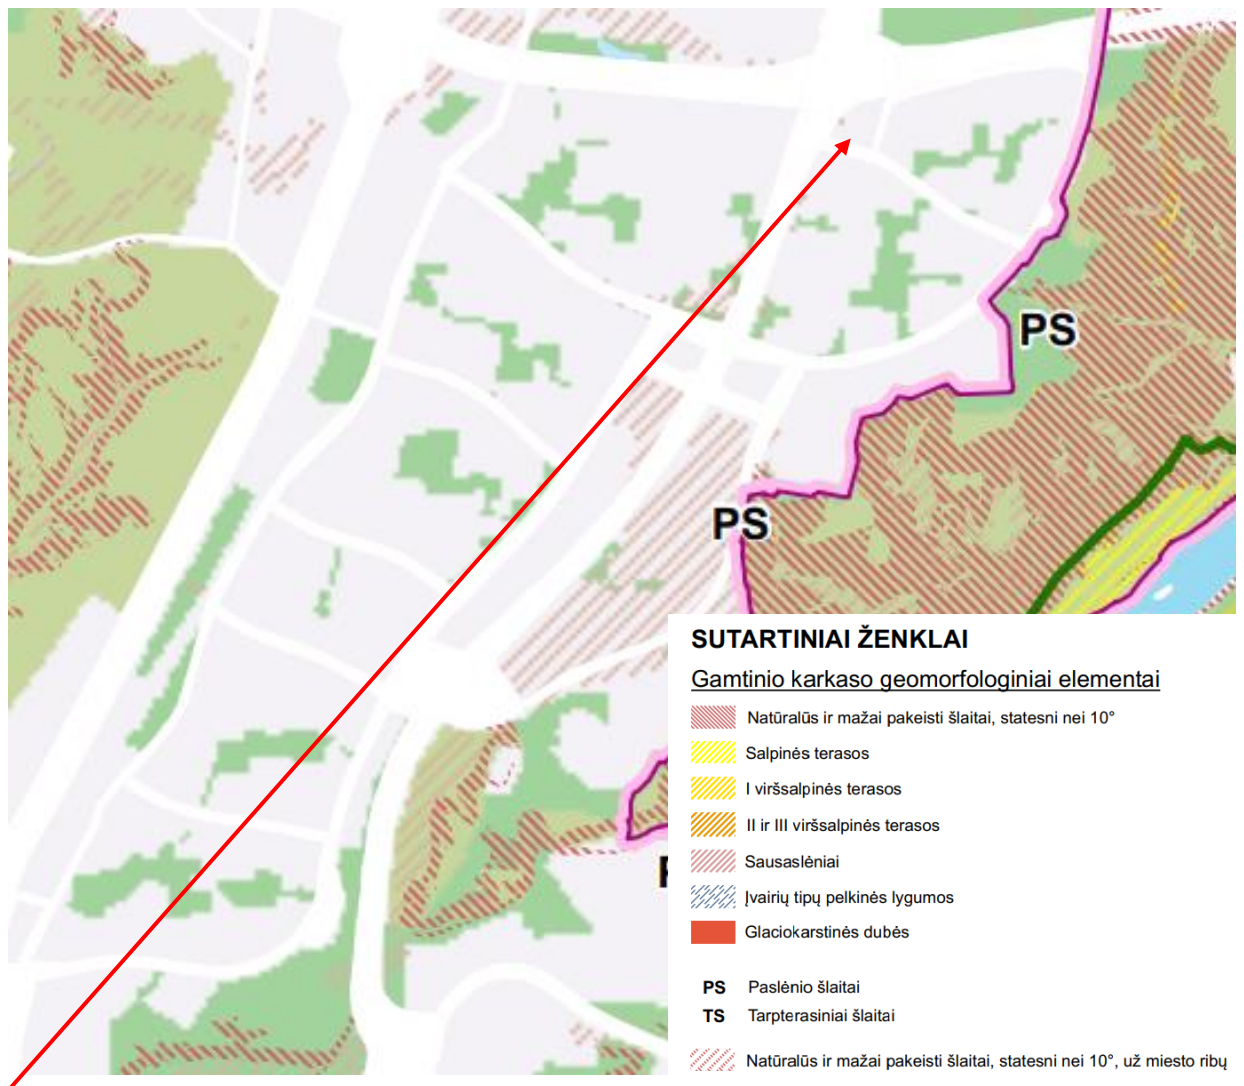 PS
PS
SUTARTINIAI ŽENKLAI
Gamtinio karkaso geomorfologiniai elementai
Natūralūs ir mažai pakeisti šlaitai, statesni nei 10°
Salpinės terasos
I viršsalpinės terasos
II ir III viršsalpinės terasos
Sausaslėniai
Įvairių tipų pelkinės lygumos
Glaciokarstinės dubės
PS Paslėnio šlaitai
TS Tarpterasiniai šlaitai
Natūralūs ir mažai pakeisti šlaitai, statesni nei 10°, už miesto ribų